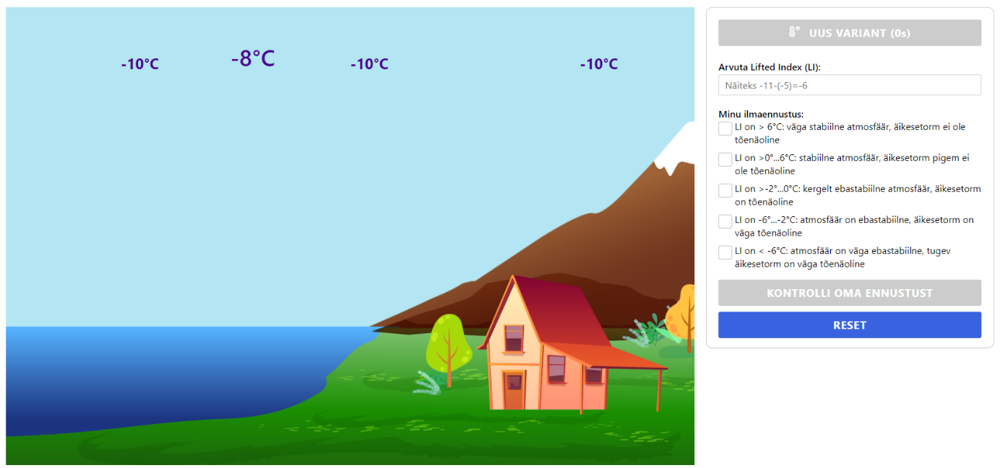 -10°C
-8°C
-10°C
-10°C
UUS VARIANT (0s)
Arvuta Lifted Index (LI):
Näiteks -11-(-5)=-6
Minu ilmaennustus:
LI on > 6°C: väga stabiilne atmosfäär, äikesetorm ei ole
tõenäoline
LI on >0°...6°C: stabiilne atmosfäär, äikesetorm pigem ei
ole tõenäoline
LI on >-2°...0°C: kergelt ebastabiilne atmosfäär, äikesetorm
on tõenäoline
LI on -6°...-2°C: atmosfäär on ebastabiilne, äikesetorm on
väga tõenäoline
LI on < -6°C: atmosfäär on väga ebastabiilne, tugev
äikesetorm on väga tõenäoline
KONTROLLI OMA ENNUSTUST
RESET